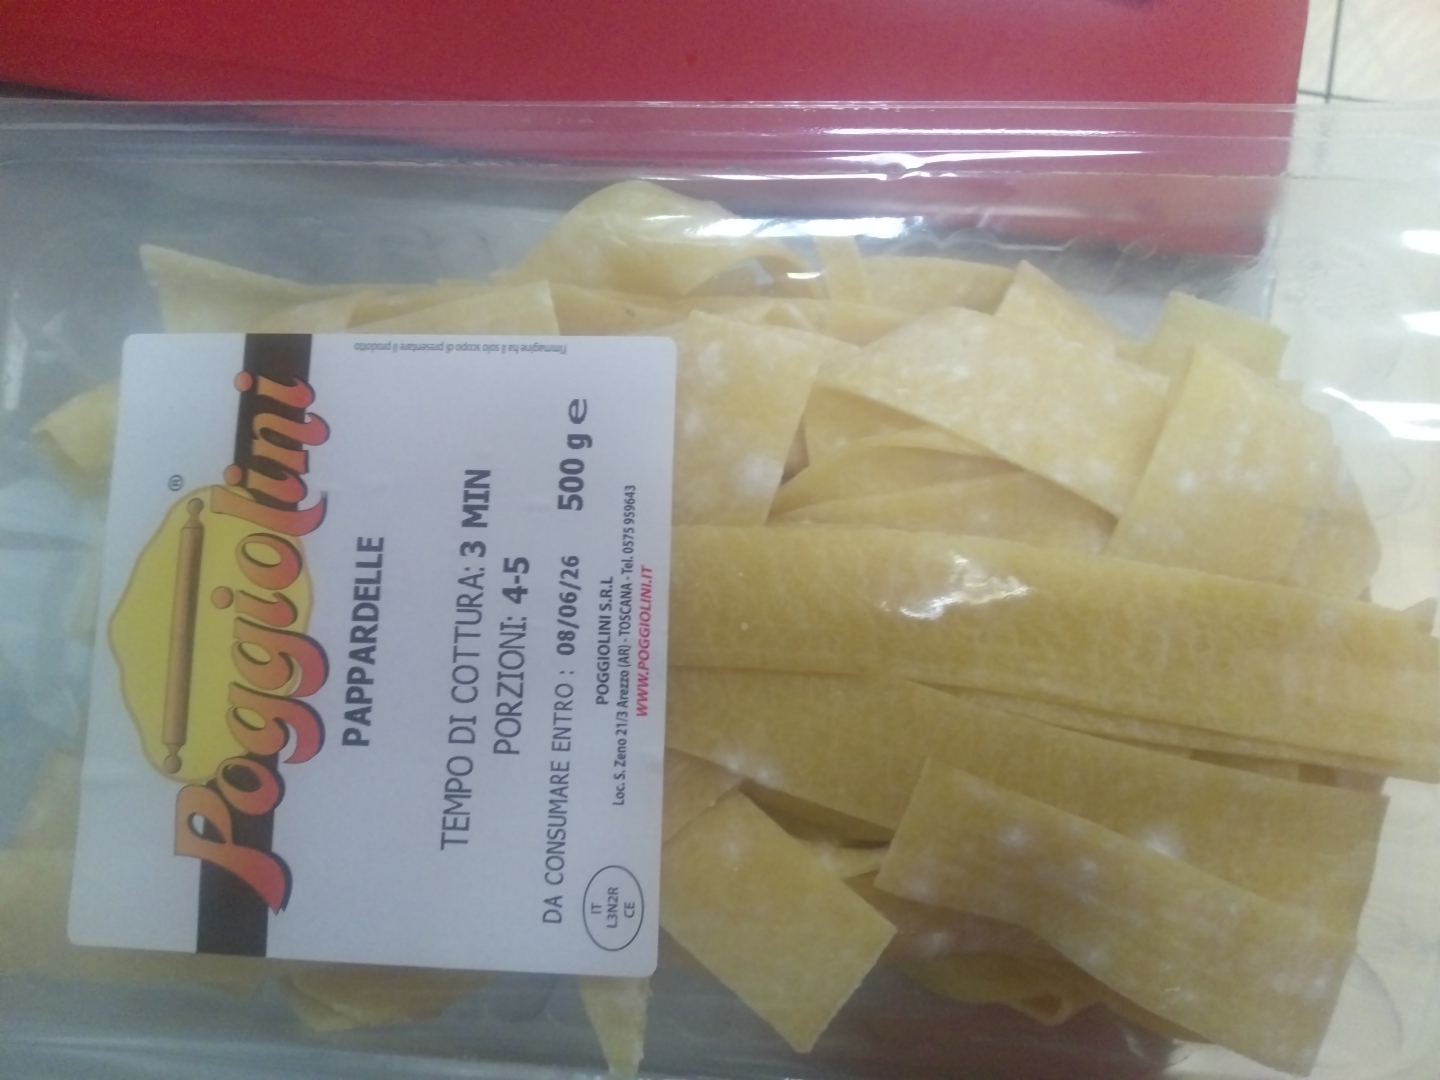 Poggiolini®
PAPPARDELLE
l'immagine ha il solo scopo di presentare il prodotto
TEMPO DI COTTURA: 3 MIN
PORZIONI: 4-5
DA CONSUMARE ENTRO : 08/06/26 500 g e
POGGIOLINI S.R.L
Loc. S. Zeno 21/3 Arezzo (AR) - TOSCANA - Tel. 0575 959643
WWW.POGGIOLINI.IT
IT
L3N2R
CE